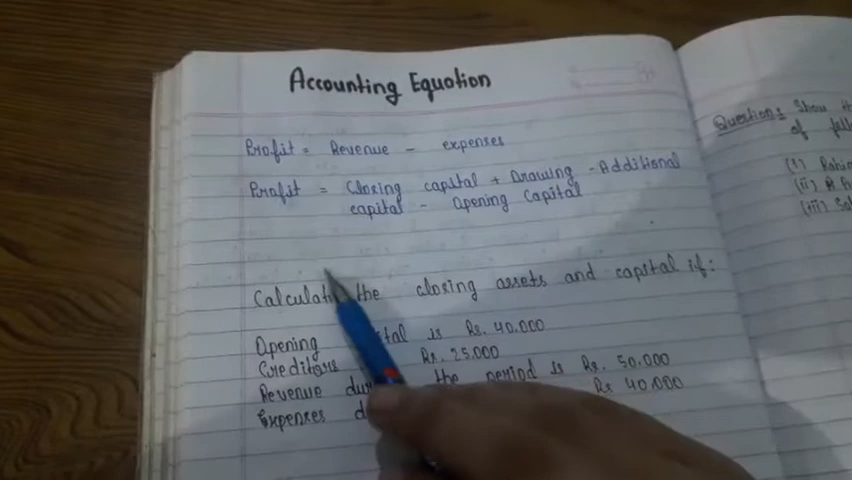 Accounting Equation
Profit = Revenue - expenses
Profit = Closing capital + Drawing - Additional
capital - Opening Capital
Calculate the closing assets and capital if:
Opening is Rs. 40.000
Creditors Rs. 25.000
Revenue the period is Rs. 50.000
Expenses Rs 40.000
Question: Show
of
(i)
(ii)
(iii)